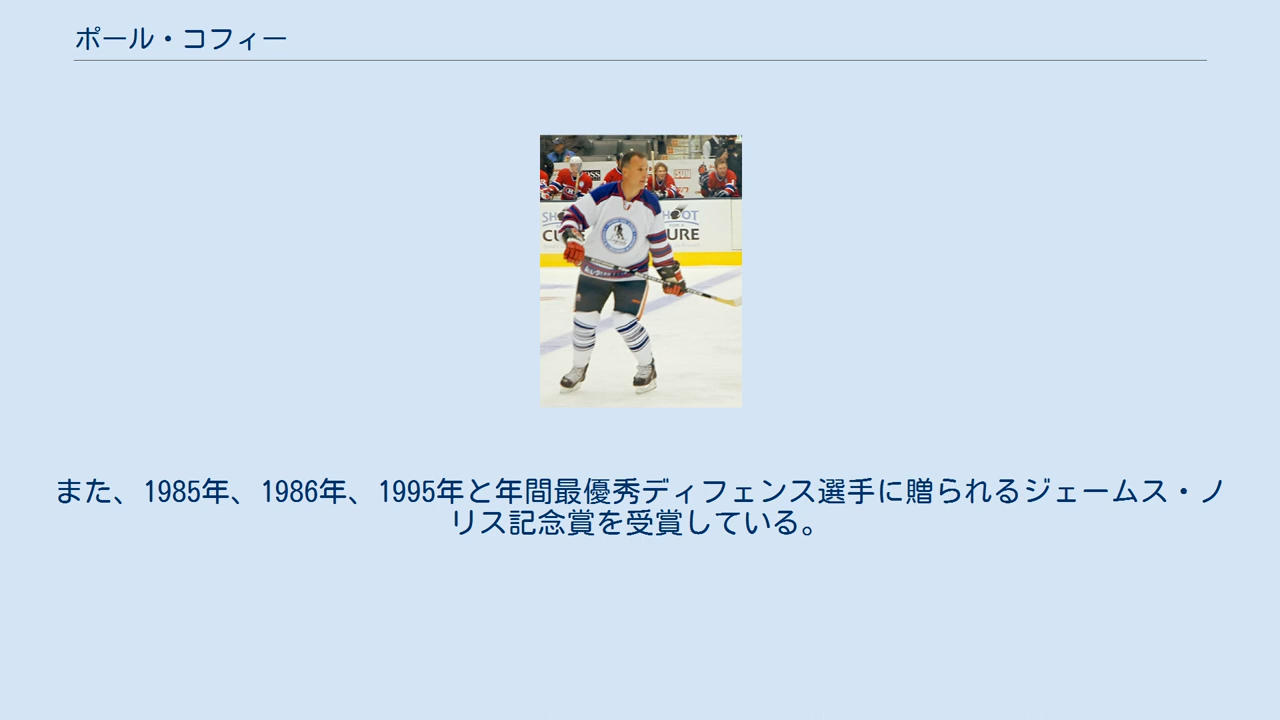 ポール・コフィー
また、1985年、1986年、1995年と年間最優秀ディフェンス選手に贈られるジェームス・ノ
リス記念賞を受賞している。
SUN
CU
URE